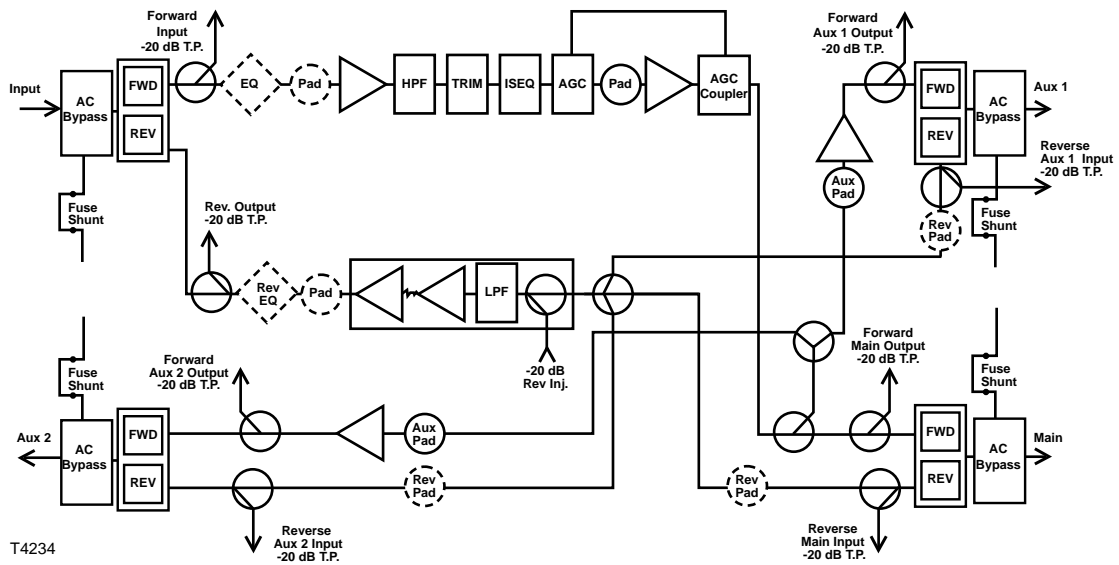 Forward
Input
-20 dB T.P.
Forward
Aux 1 Output
-20 dB T.P.
Input
AC
Bypass
FWD
REV
EQ
Pad
HPF
TRIM
ISEQ
AGC
Pad
AGC
Coupler
FWD
REV
AC
Bypass
Aux 1
Reverse
Aux 1 Input
-20 dB T.P.
Aux
Pad
Fuse
Shunt
Rev. Output
-20 dB T.P.
Rev
Pad
Fuse
Shunt
Rev
EQ
Pad
LPF
-20 dB
Rev Inj.
Fuse
Shunt
Forward
Aux 2 Output
-20 dB T.P.
Forward
Main Output
-20 dB T.P.
Fuse
Shunt
Aux 2
AC
Bypass
FWD
REV
Aux
Pad
FWD
REV
AC
Bypass
Main
Rev
Pad
Rev
Pad
Reverse
Aux 2 Input
-20 dB T.P.
Reverse
Main Input
-20 dB T.P.
T4234